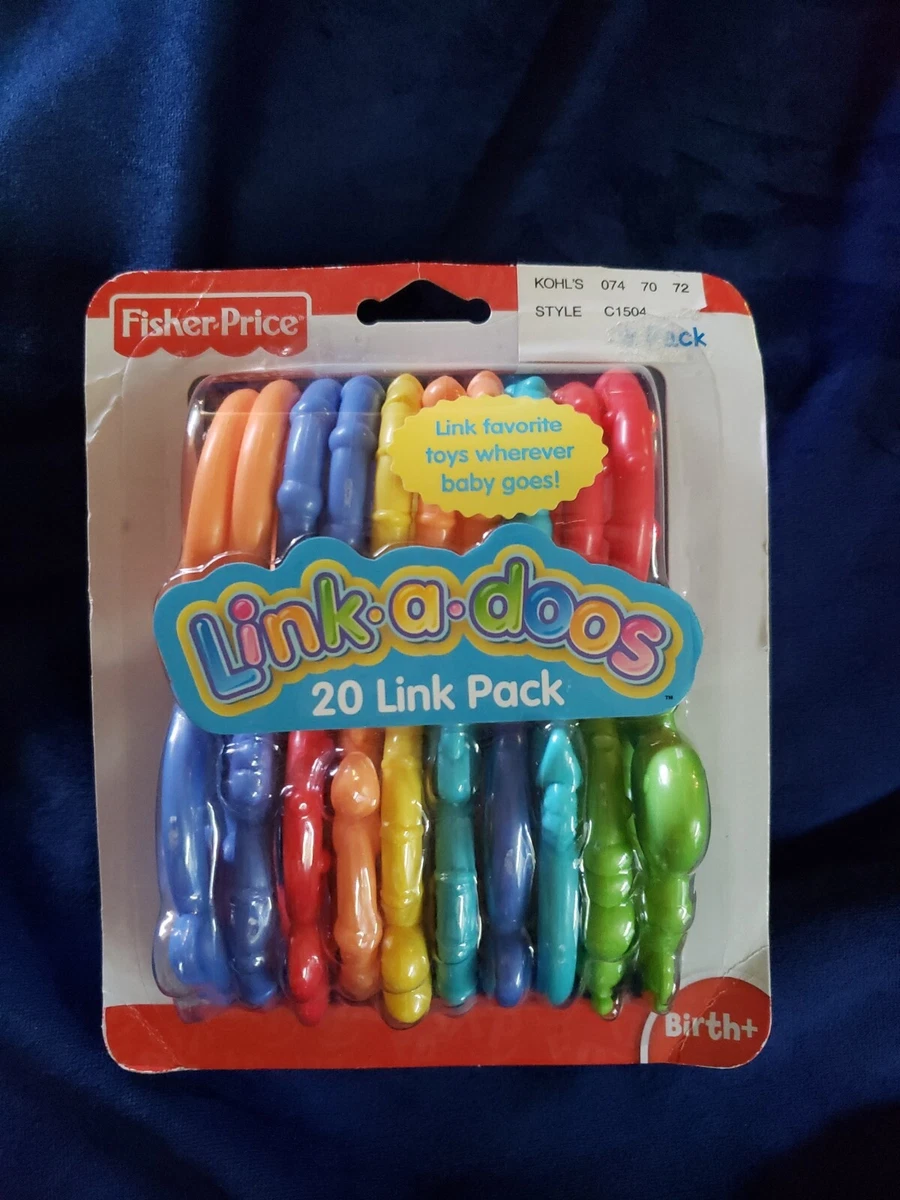 Fisher-Price
KOHL'S 074 70 72
STYLE C1504
Link favorite
toys wherever
baby goes!
Link·a·doos
20 Link Pack
™
Birth+